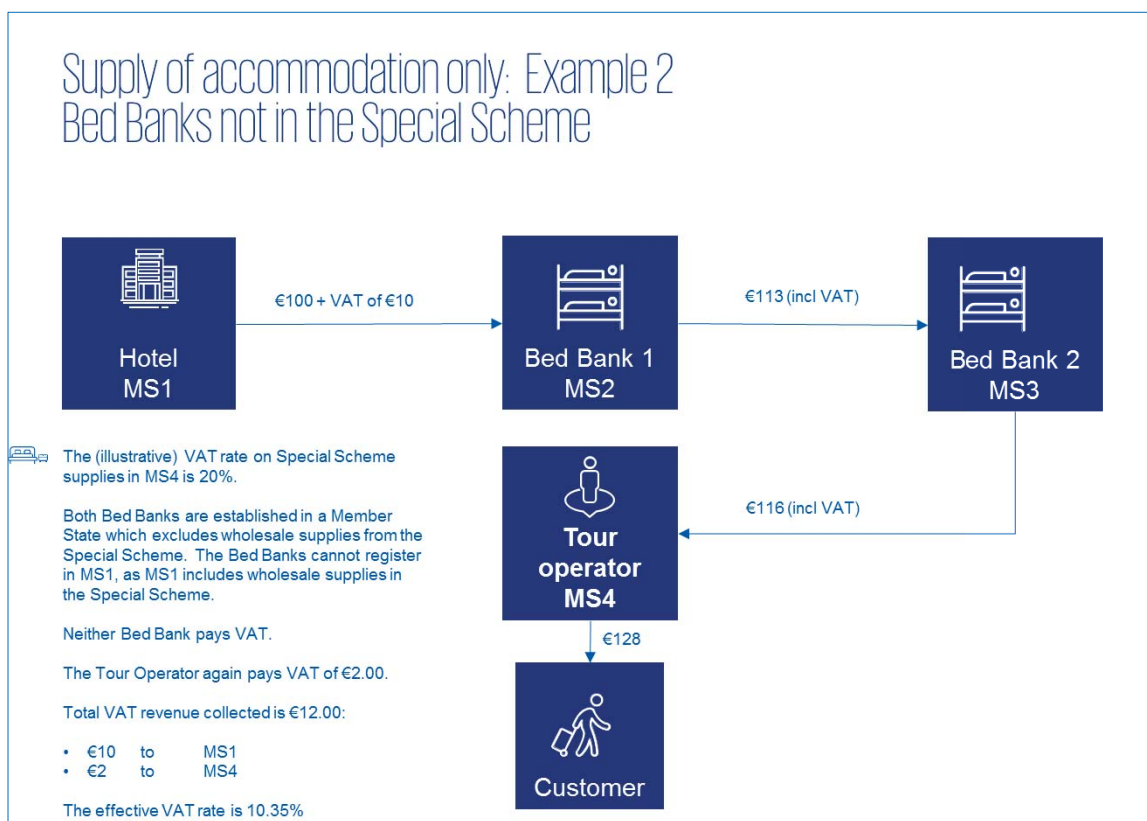 Supply of accommodation only: Example 2
Bed Banks not in the Special Scheme
€100 + VAT of €10
€113 (incl VAT)
Hotel
MS1
Bed Bank 1
MS2
Bed Bank 2
MS3
€116 (incl VAT)
Tour
operator
MS4
€128
Customer
The (illustrative) VAT rate on Special Scheme
supplies in MS4 is 20%.
Both Bed Banks are established in a Member
State which excludes wholesale supplies from the
Special Scheme. The Bed Banks cannot register
in MS1, as MS1 includes wholesale supplies in
the Special Scheme.
Neither Bed Bank pays VAT.
The Tour Operator again pays VAT of €2.00.
Total VAT revenue collected is €12.00:
• €10 to MS1
• €2 to MS4
The effective VAT rate is 10.35%